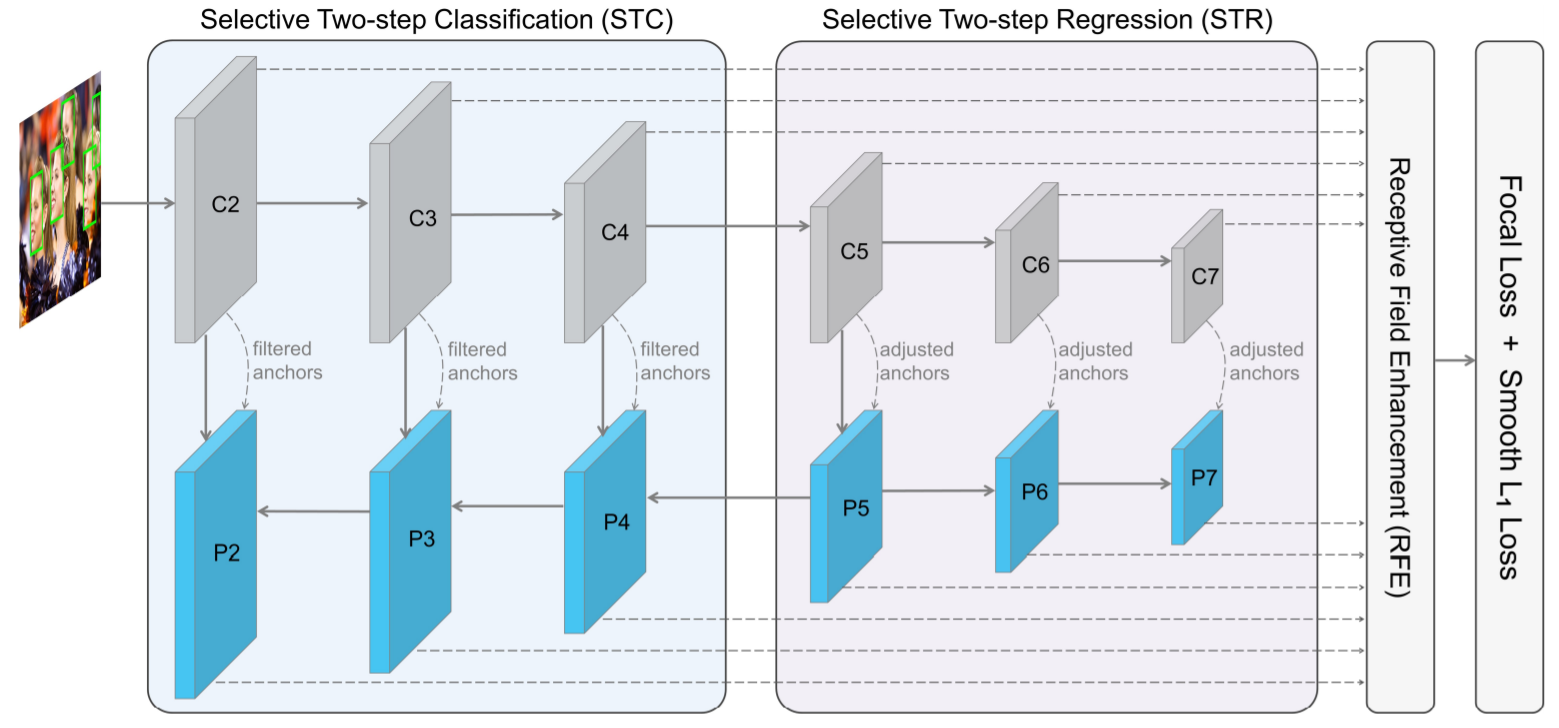 Selective Two-step Classification (STC)
Selective Two-step Regression (STR)
C2
C3
C4
C5
C6
C7
filtered
anchors
filtered
anchors
filtered
anchors
adjusted
anchors
adjusted
anchors
adjusted
anchors
P2
P3
P4
P5
P6
P7
Receptive Field Enhancement (RFE)
Focal Loss + Smooth L₁ Loss